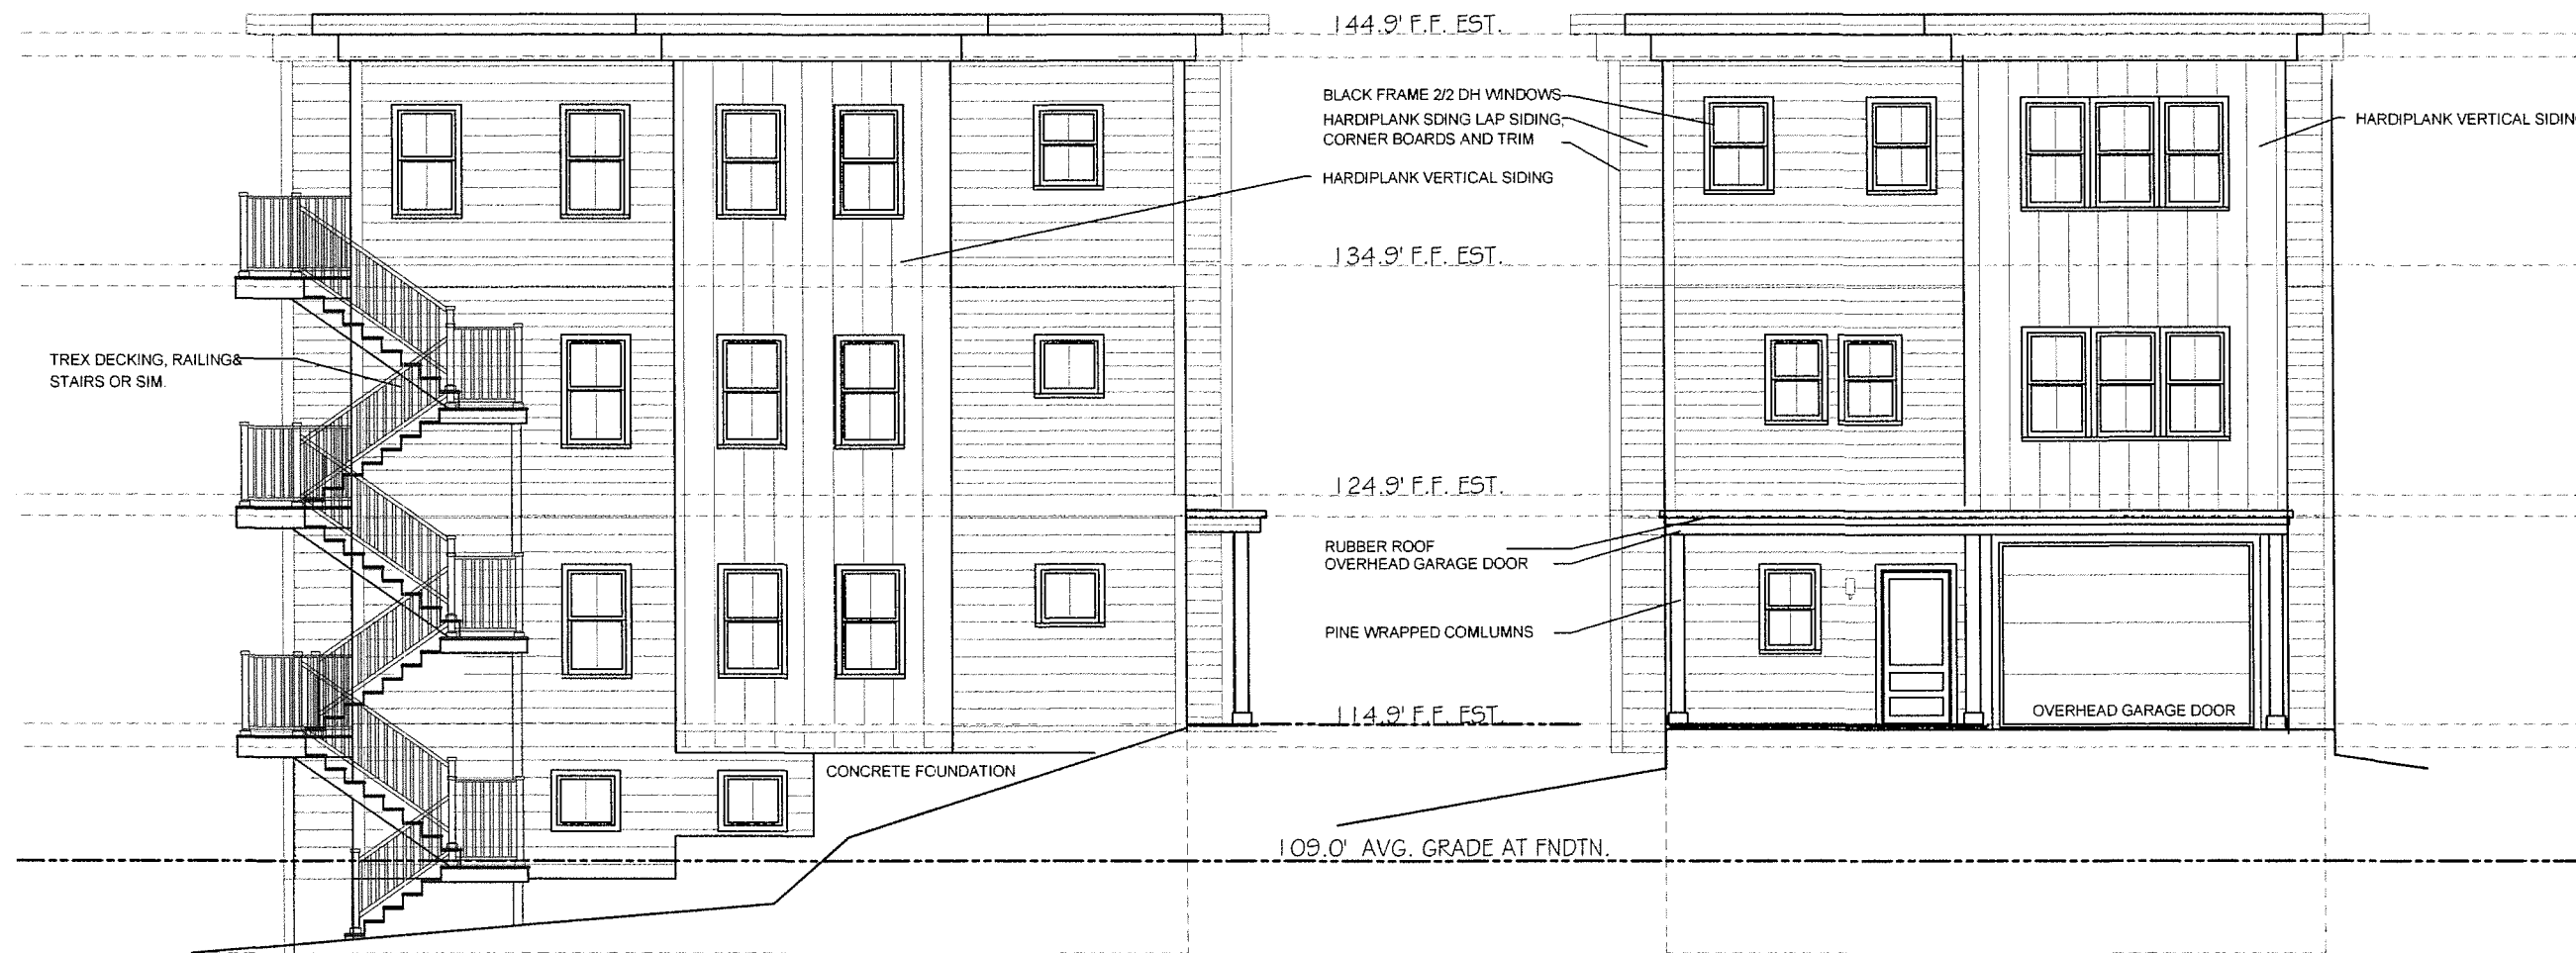 144.9' F.F. EST.
BLACK FRAME 2/2 DH WINDOWS
HARDIPLANK SDING LAP SIDING,
CORNER BOARDS AND TRIM
HARDIPLANK VERTICAL SIDING
HARDIPLANK VERTICAL SIDING
134.9' F.F. EST.
TREX DECKING, RAILING&
STAIRS OR SIM.
124.9' F.F. EST.
RUBBER ROOF
OVERHEAD GARAGE DOOR
PINE WRAPPED COMLUMNS
114.9' F.F. EST.
OVERHEAD GARAGE DOOR
CONCRETE FOUNDATION
109.0' AVG. GRADE AT FNDTN.